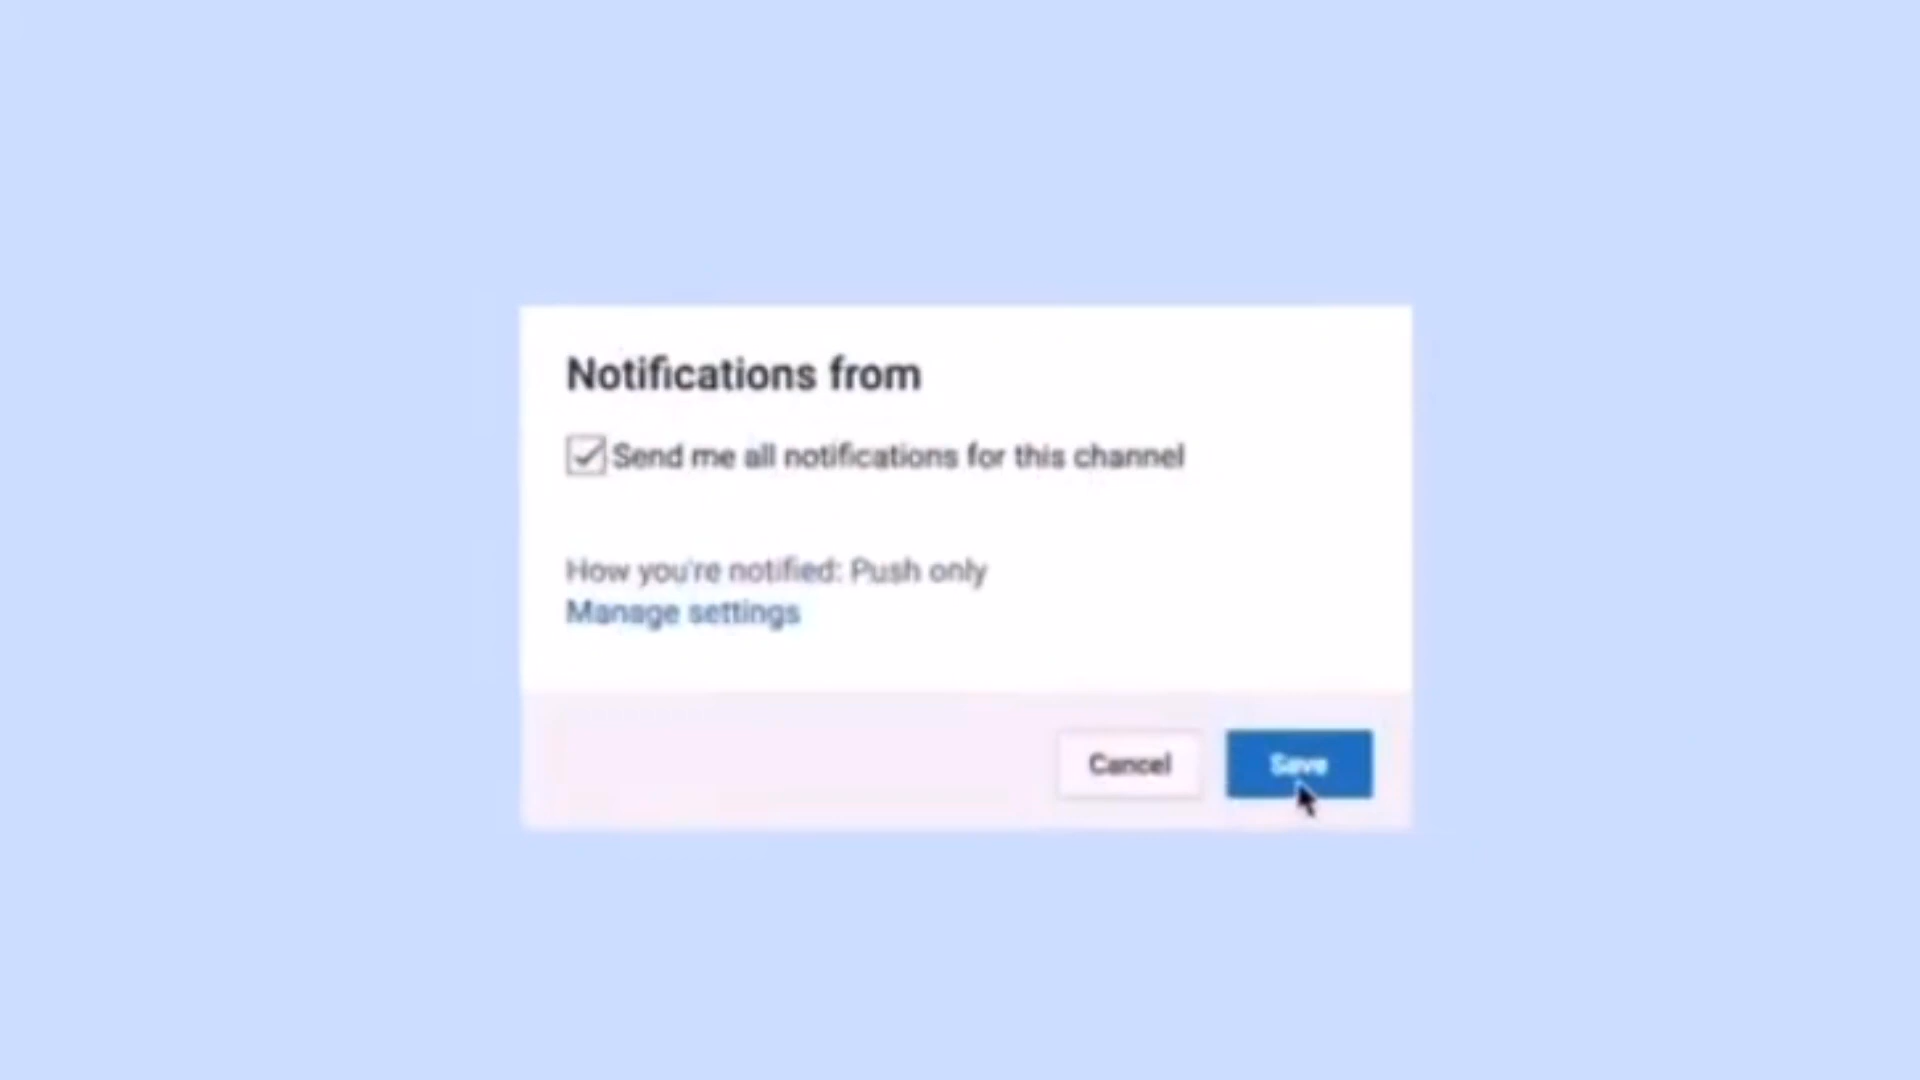 Notifications from
Send me all notifications for this channel
How you're notified: Push only
Manage settings
Cancel
Save